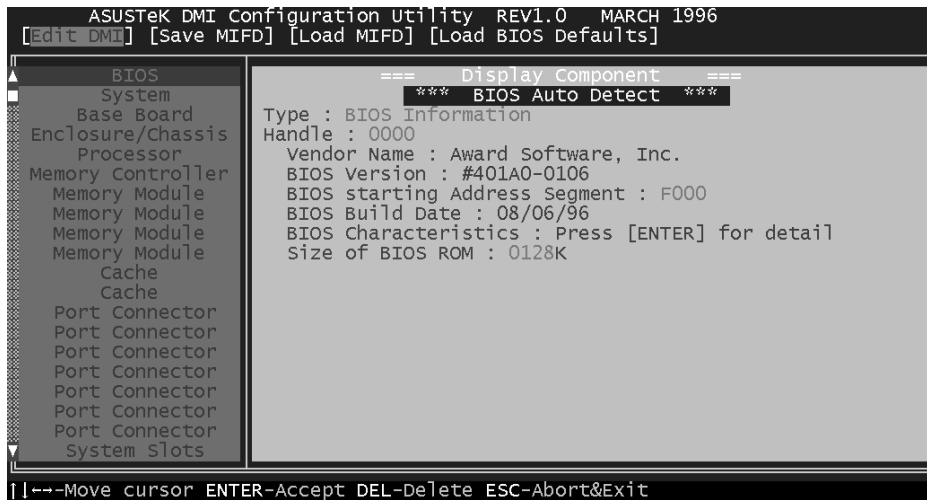 ASUSTeK DMI Configuration Utility REV1.0 MARCH 1996
[Edit DMI] [Save MIFD] [Load MIFD] [Load BIOS Defaults]
BIOS
System
Base Board
Enclosure/Chassis
Processor
Memory Controller
Memory Module
Memory Module
Memory Module
Memory Module
Cache
Cache
Port Connector
Port Connector
Port Connector
Port Connector
Port Connector
Port Connector
Port Connector
System Slots
=== Display Component ===
*** BIOS Auto Detect ***
Type : BIOS Information
Handle : 0000
Vendor Name : Award Software, Inc.
BIOS Version : #401A0-0106
BIOS starting Address Segment : F000
BIOS Build Date : 08/06/96
BIOS Characteristics : Press [ENTER] for detail
Size of BIOS ROM : 0128K
↑↓←→-Move cursor ENTER-Accept DEL-Delete ESC-Abort&Exit